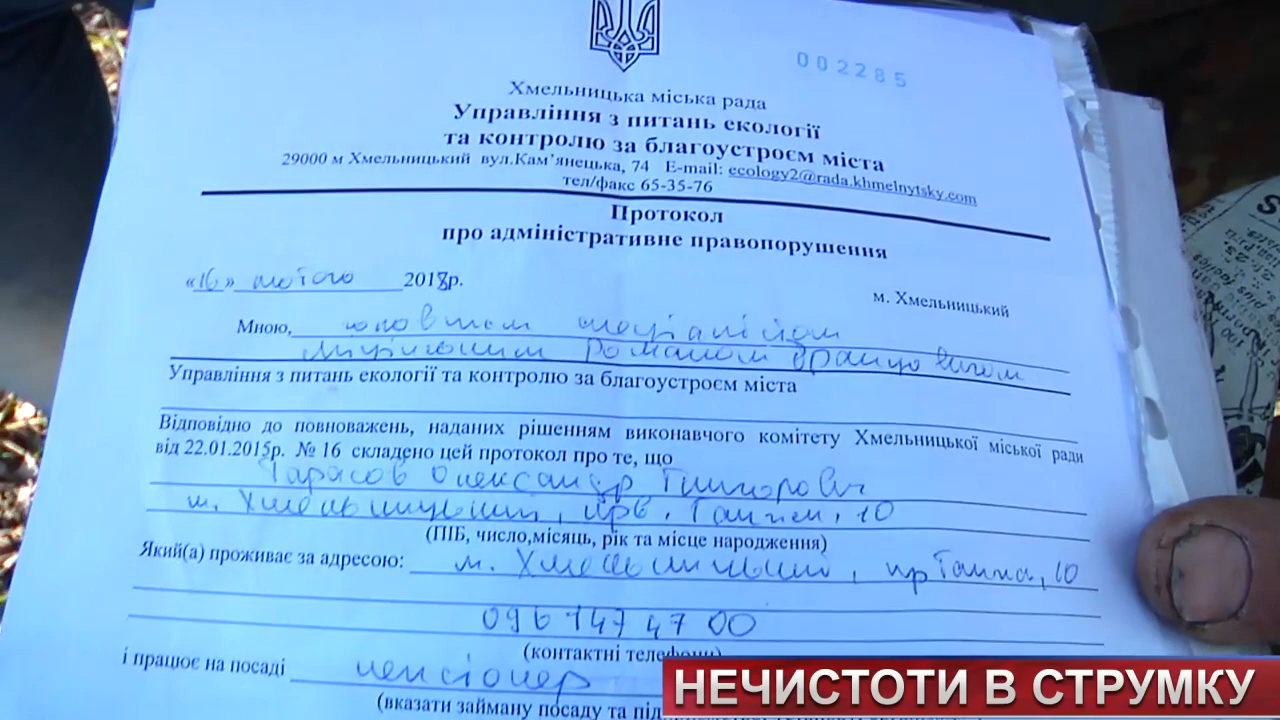 002285
Хмельницька міська рада
Управління з питань екології
та контролю за благоустроєм міста
29000 м Хмельницький вул.Кам'янецька, 74 E-mail: ecology2@rada.khmelnytsky.com
тел/факс 65-35-76
Протокол
про адміністративне правопорушення
«16» лютого 2018р.
м. Хмельницький
Мною, головним спеціалістом
Романом
Управління з питань екології та контролю за благоустроєм міста
Відповідно до повноважень, наданих рішенням виконавчого комітету Хмельницької міської ради
від 22.01.2015р. № 16 складено цей протокол про те, що
Тарасов Олександр
м. Хмельницький, 10
(ПІБ, число,місяць, рік та місце народження)
Який(а) проживає за адресою: м. Хмельницький, 10
096 747 47 00
(контактні телефони)
і працює на посаді пенсіонер
(вказати займану посаду та
НЕЧИСТОТИ В СТРУМКУ